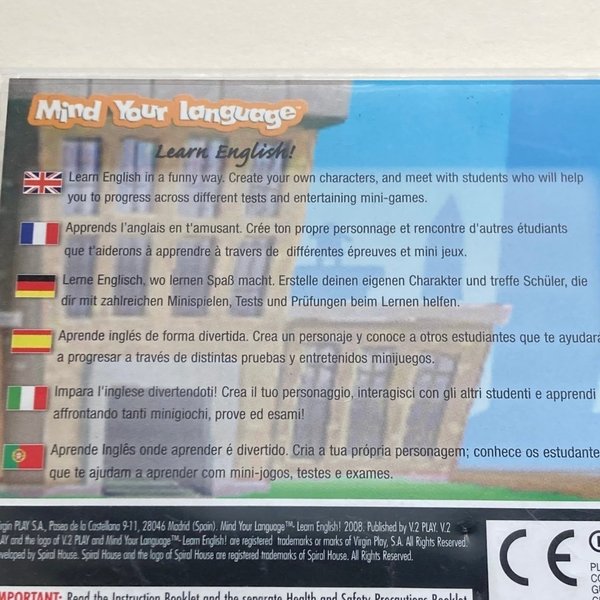 Mind Your Language™
Learn English!
Learn English in a funny way. Create your own characters, and meet with students who will help
you to progress across different tests and entertaining mini-games.
Apprends l'anglais en t'amusant. Crée ton propre personnage et rencontre d'autres étudiants
que t'aiderons à apprendre à travers de différentes épreuves et mini jeux.
Lerne Englisch, wo lernen Spaß macht. Erstelle deinen eigenen Charakter und treffe Schüler, die
dir mit zahlreichen Minispielen, Tests und Prüfungen beim Lernen helfen.
Aprende inglés de forma divertida. Crea un personaje y conoce a otros estudiantes que te ayudará
a progresar a través de distintas pruebas y entretenidos minijuegos.
Impara l'inglese divertendoti! Crea il tuo personaggio, interagisci con gli altri studenti e apprendi
affrontando tanti minigiochi, prove ed esami!
Aprende Inglês onde aprender é divertido. Cria a tua própria personagem; conhece os estudante
que te ajudam a aprender com mini-jogos, testes e exames.
irgin PLAY S.A., Paseo de la Castellana 9-11, 28046 Madrid (Spain). Mind Your Language™- Learn English! 2008. Published by V.2 PLAY. V.2
AY and the logo of V.2 PLAY and Mind Your Language™- Learn English! are registered trademarks or marks of Virgin Play, S.A. All Rights Reserved.
eveloped by Spiral House. Spiral House and the logo of Spiral House are registered trademarks of Spiral House. All Rights Reserved.
CE
PL
CO
GU
IMPORTANT: Read the Instruction Booklet and the separate Health and Safety Precautions Booklet